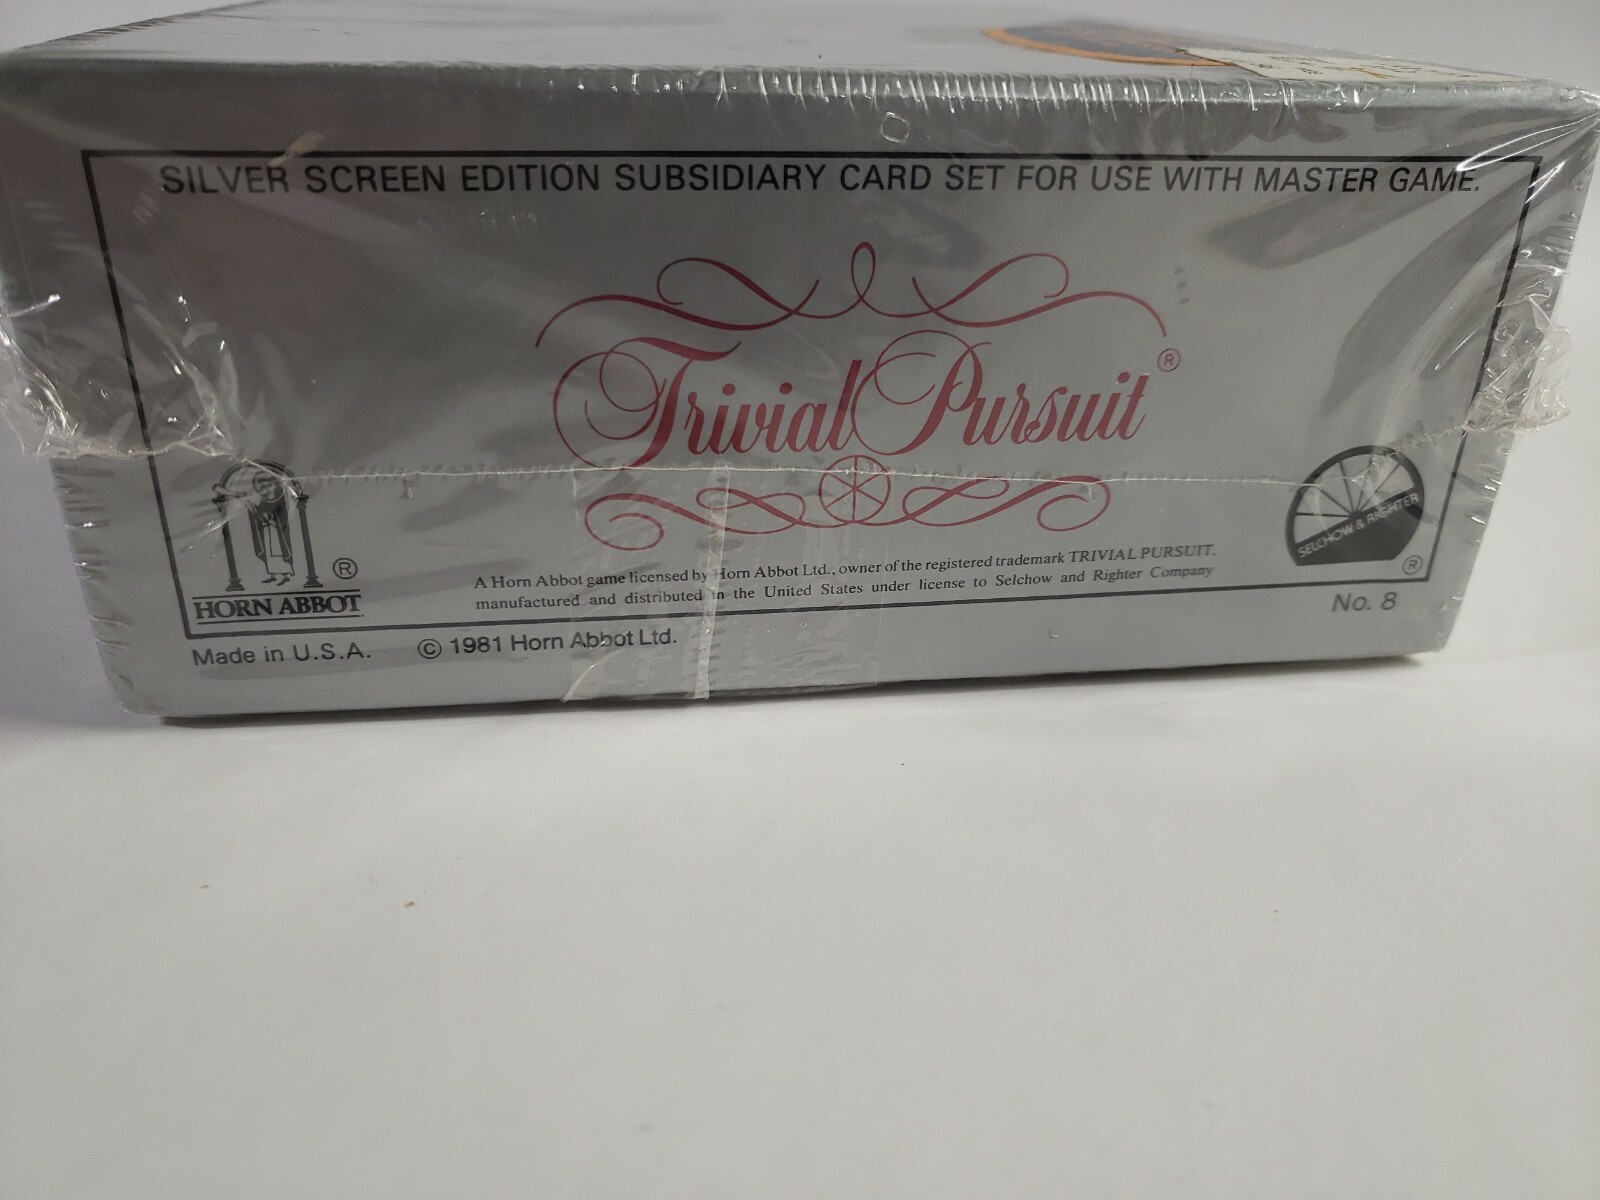 SILVER SCREEN EDITION SUBSIDIARY CARD SET FOR USE WITH MASTER GAME.
Trivial Pursuit®
SELCHOW & RIGHTER
®
HORN ABBOT ®
A Horn Abbot game licensed by Horn Abbot Ltd., owner of the registered trademark TRIVIAL PURSUIT.
manufactured and distributed in the United States under license to Selchow and Righter Company
No. 8
Made in U.S.A. © 1981 Horn Abbot Ltd.